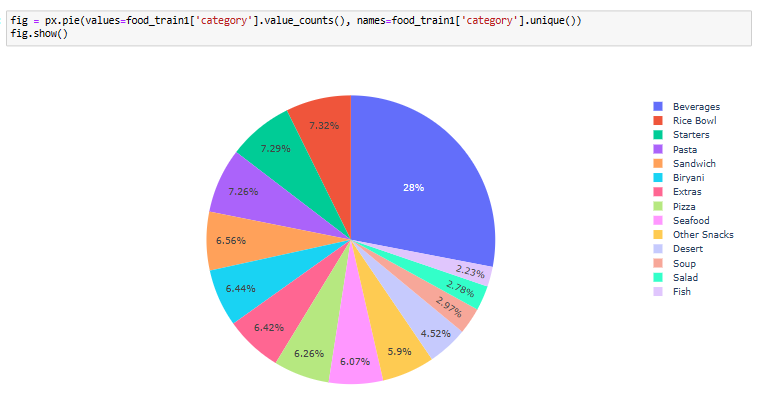 fig = px.pie(values=food_train1['category'].value_counts(), names=food_train1['category'].unique())
fig.show()
7.32%
28%
7.29%
7.26%
6.56%
6.44%
6.42%
6.26%
6.07%
5.9%
4.52%
2.97%
2.78%
2.23%
Beverages
Rice Bowl
Starters
Pasta
Sandwich
Biryani
Extras
Pizza
Seafood
Other Snacks
Desert
Soup
Salad
Fish